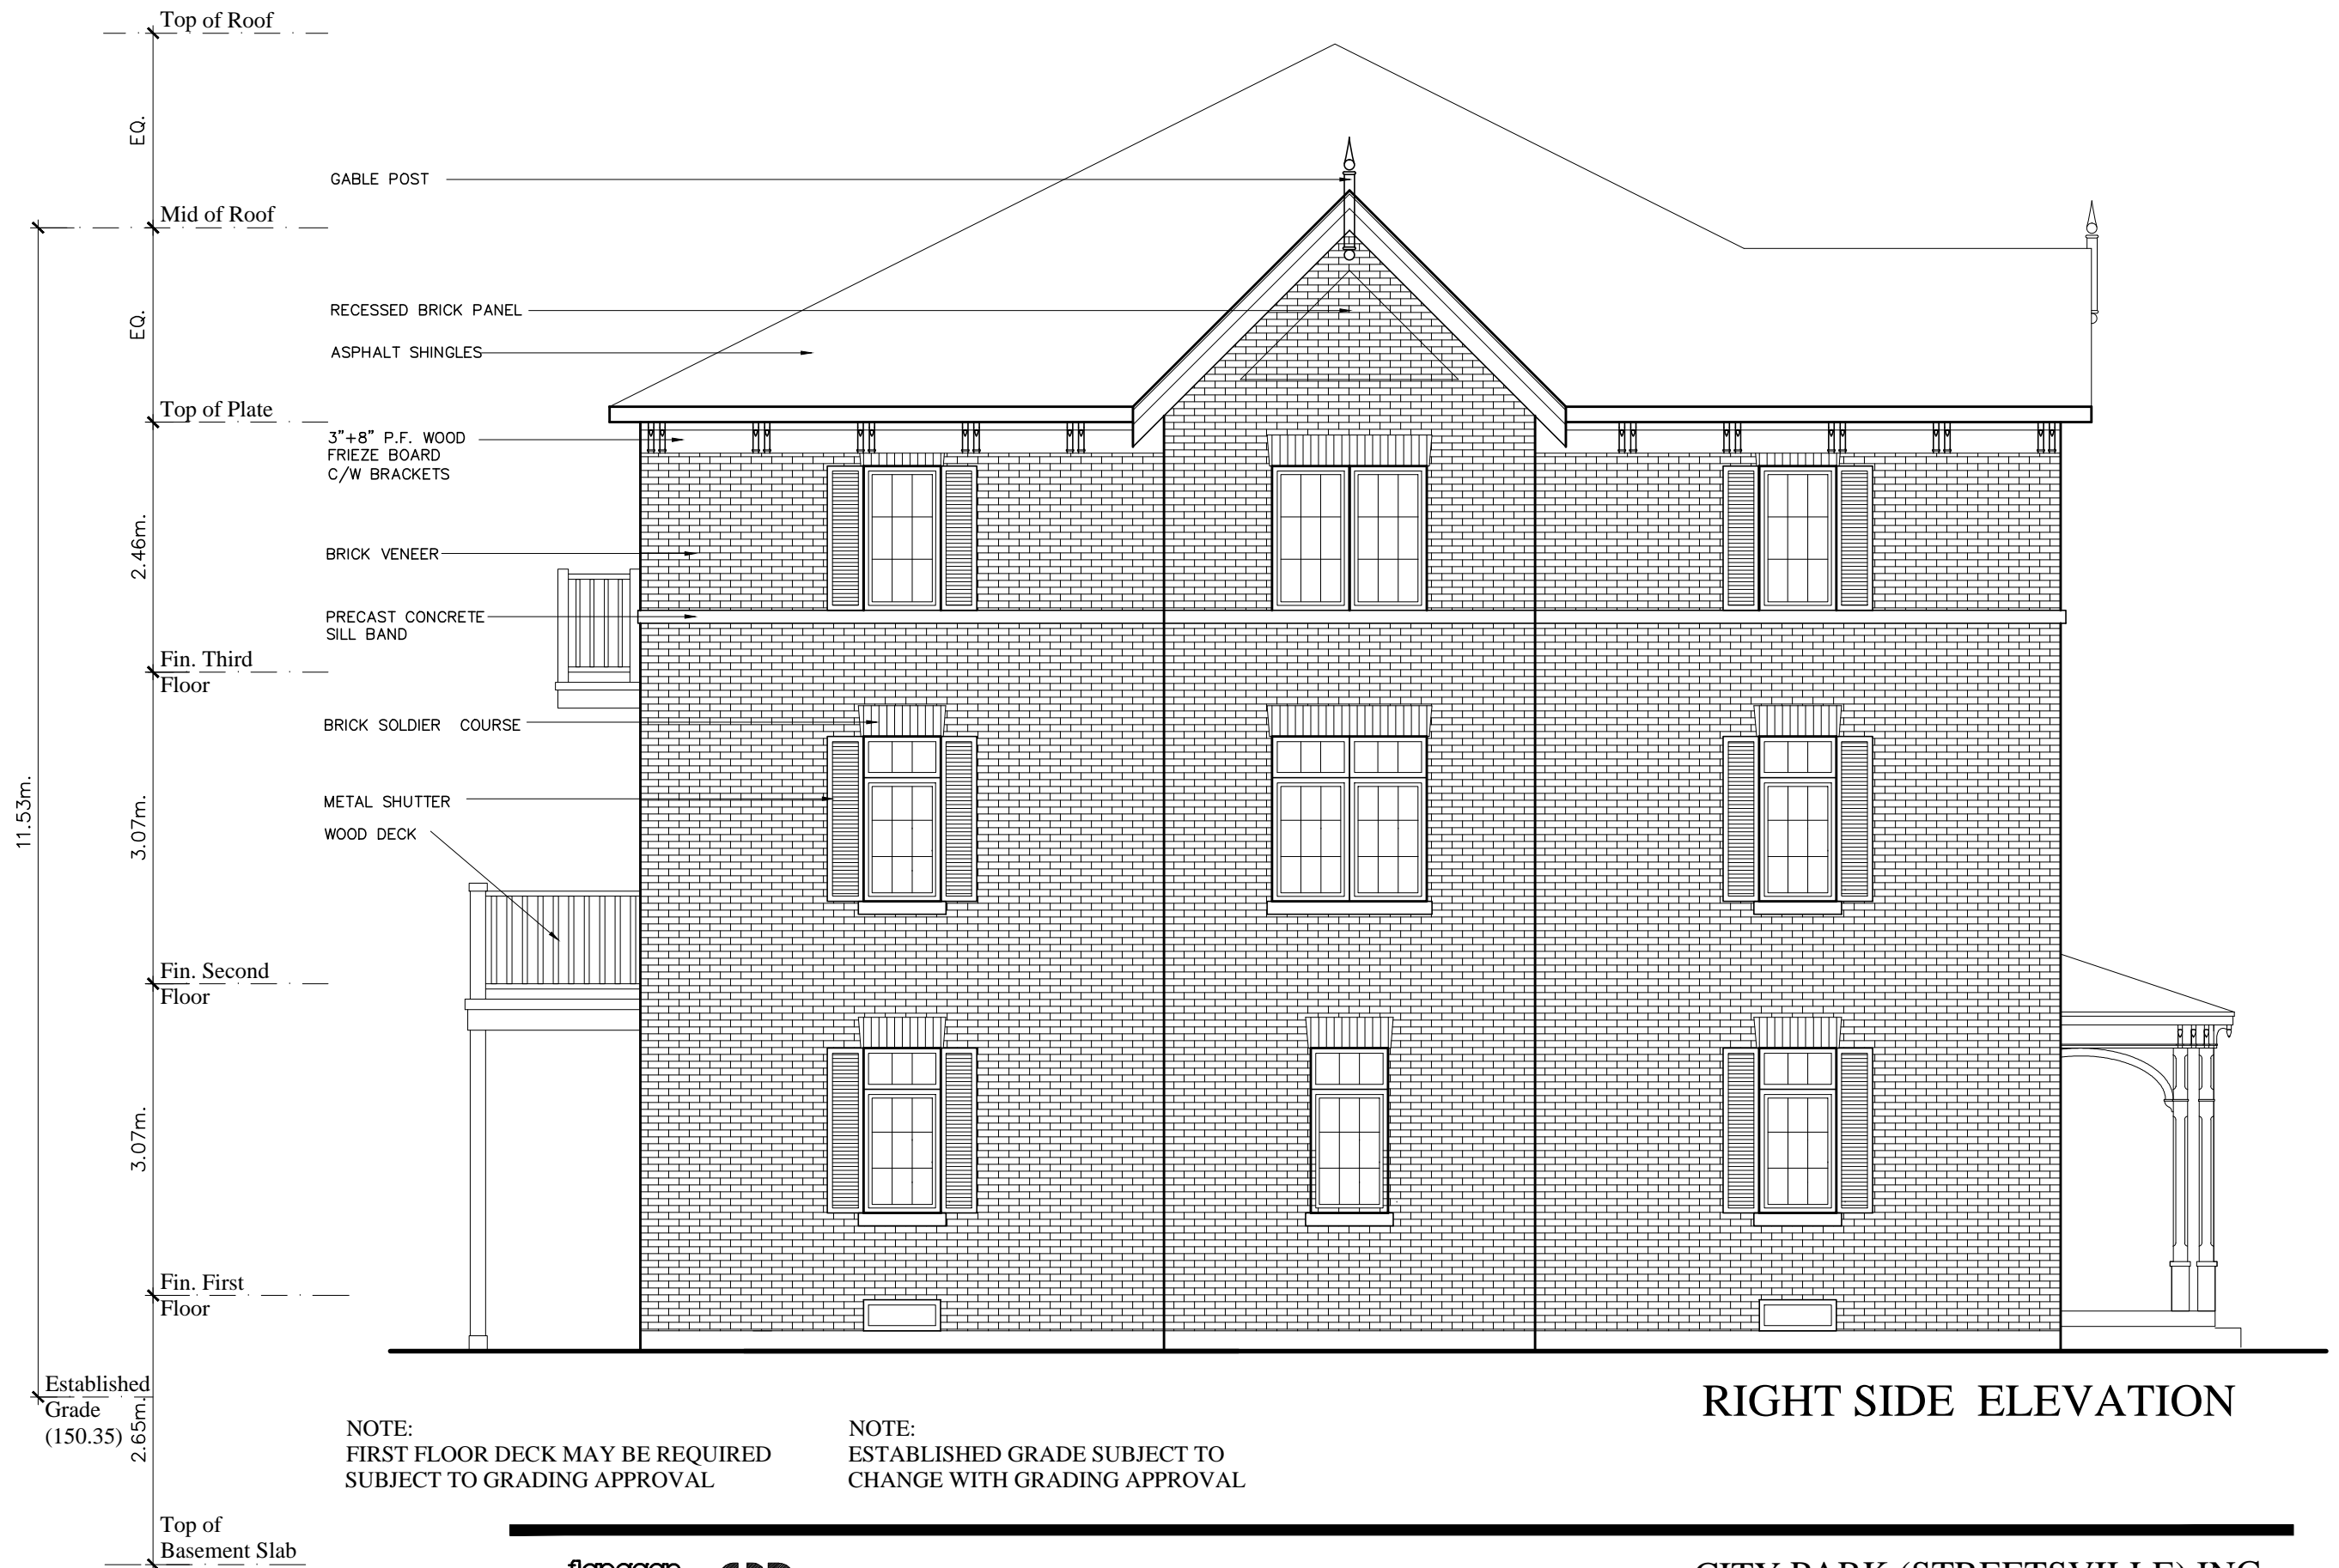 Top of Roof
EQ.
GABLE POST
Mid of Roof
RECESSED BRICK PANEL
EQ.
ASPHALT SHINGLES
Top of Plate
3"+8" P.F. WOOD
FRIEZE BOARD
C/W BRACKETS
2.46m.
BRICK VENEER
PRECAST CONCRETE
SILL BAND
Fin. Third
Floor
BRICK SOLDIER COURSE
METAL SHUTTER
11.53m.
3.07m.
WOOD DECK
Fin. Second
Floor
3.07m.
Fin. First
Floor
Established
Grade
(150.35)
2.65m.
RIGHT SIDE ELEVATION
NOTE:
FIRST FLOOR DECK MAY BE REQUIRED
SUBJECT TO GRADING APPROVAL
NOTE:
ESTABLISHED GRADE SUBJECT TO
CHANGE WITH GRADING APPROVAL
Top of
Basement Slab
CITY PARK (STREETSVILLE) INC.